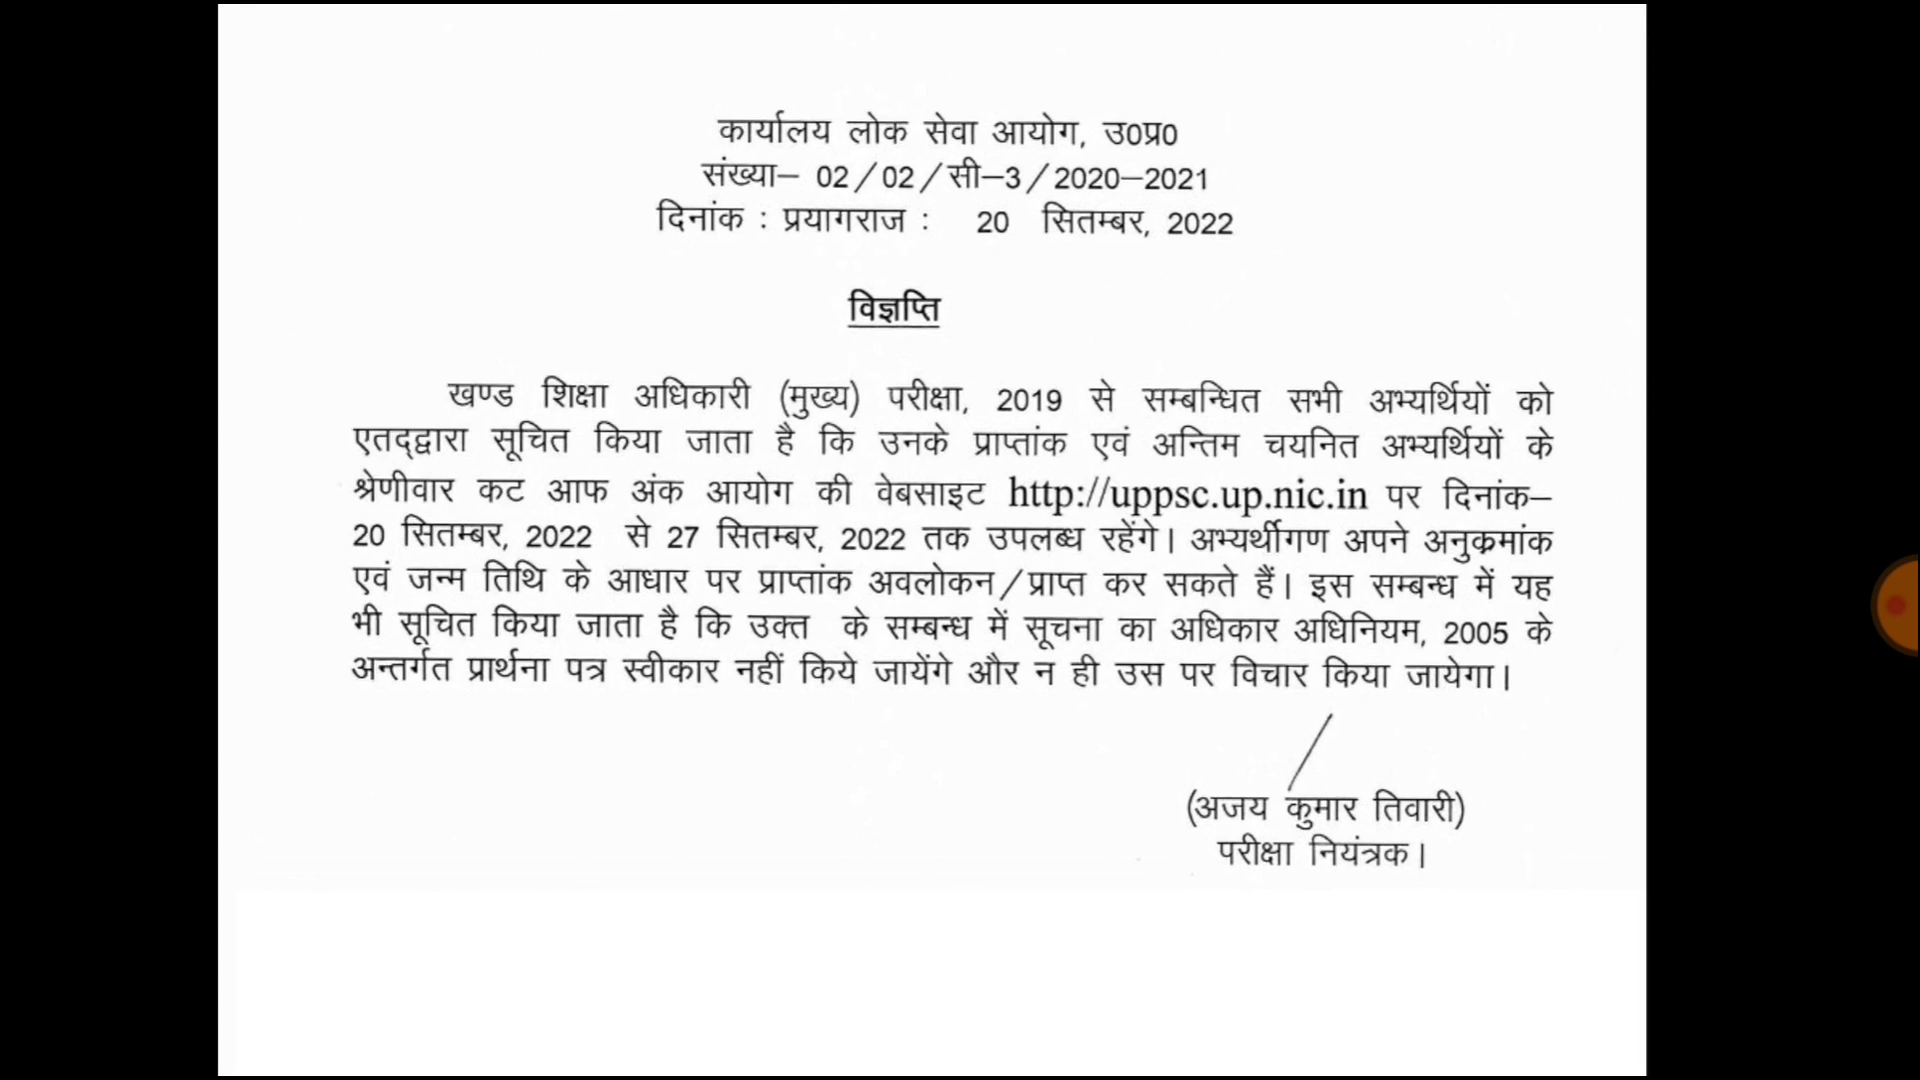 कार्यालय लोक सेवा आयोग, उ0प्र0
संख्या– 02/02/सी–3/2020–2021
दिनांक : प्रयागराज : 20 सितम्बर, 2022
विज्ञप्ति
खण्ड शिक्षा अधिकारी (मुख्य) परीक्षा, 2019 से सम्बन्धित सभी अभ्यर्थियों को
एतद्द्वारा सूचित किया जाता है कि उनके प्राप्तांक एवं अन्तिम चयनित अभ्यर्थियों के
श्रेणीवार कट आफ अंक आयोग की वेबसाइट http://uppsc.up.nic.in पर दिनांक–
20 सितम्बर, 2022 से 27 सितम्बर, 2022 तक उपलब्ध रहेंगे। अभ्यर्थीगण अपने अनुक्रमांक
एवं जन्म तिथि के आधार पर प्राप्तांक अवलोकन/प्राप्त कर सकते हैं। इस सम्बन्ध में यह
भी सूचित किया जाता है कि उक्त के सम्बन्ध में सूचना का अधिकार अधिनियम, 2005 के
अन्तर्गत प्रार्थना पत्र स्वीकार नहीं किये जायेंगे और न ही उस पर विचार किया जायेगा।
(अजय कुमार तिवारी)
परीक्षा नियंत्रक।